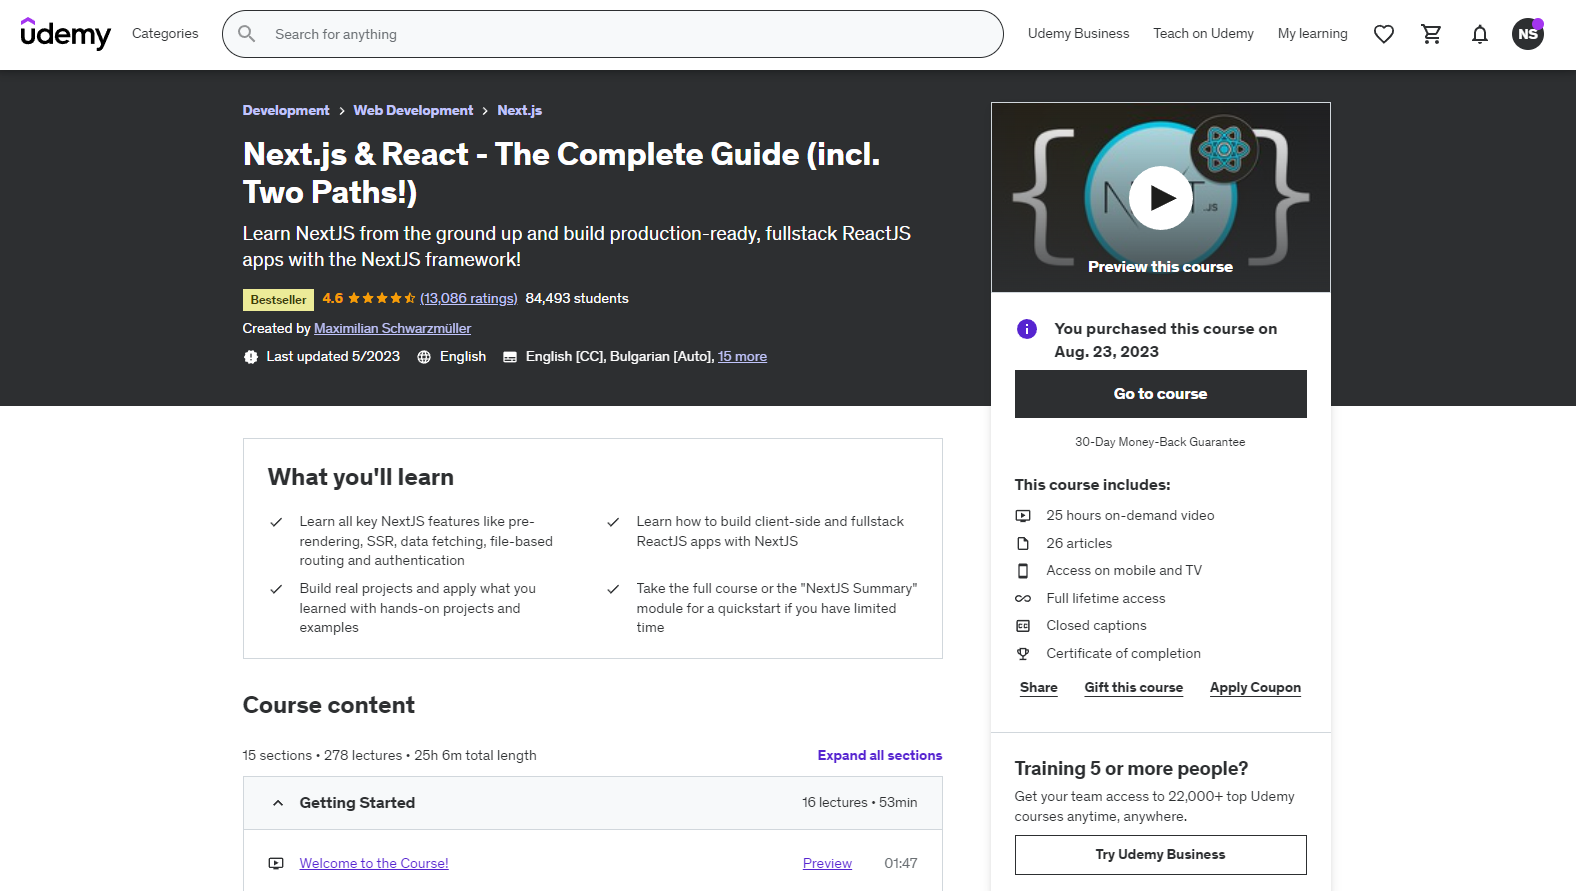 udemy
Categories
Search for anything
Udemy Business
Teach on Udemy
My learning
NS
Development › Web Development › Next.js
Next.js & React - The Complete Guide (incl.
Two Paths!)
Learn NextJS from the ground up and build production-ready, fullstack ReactJS
apps with the NextJS framework!
Bestseller 4.6 (13,086 ratings) 84,493 students
Created by Maximilian Schwarzmüller
Last updated 5/2023 English English [CC], Bulgarian [Auto], 15 more
.JS
Preview this course
You purchased this course on
Aug. 23, 2023
Go to course
30-Day Money-Back Guarantee
This course includes:
25 hours on-demand video
26 articles
Access on mobile and TV
Full lifetime access
Closed captions
Certificate of completion
Share Gift this course Apply Coupon
Training 5 or more people?
Get your team access to 22,000+ top Udemy
courses anytime, anywhere.
Try Udemy Business
What you'll learn
Learn all key NextJS features like pre-
rendering, SSR, data fetching, file-based
routing and authentication
Learn how to build client-side and fullstack
ReactJS apps with NextJS
Build real projects and apply what you
learned with hands-on projects and
examples
Take the full course or the "NextJS Summary"
module for a quickstart if you have limited
time
Course content
15 sections • 278 lectures • 25h 6m total length
Expand all sections
Getting Started
16 lectures • 53min
Welcome to the Course!
Preview
01:47